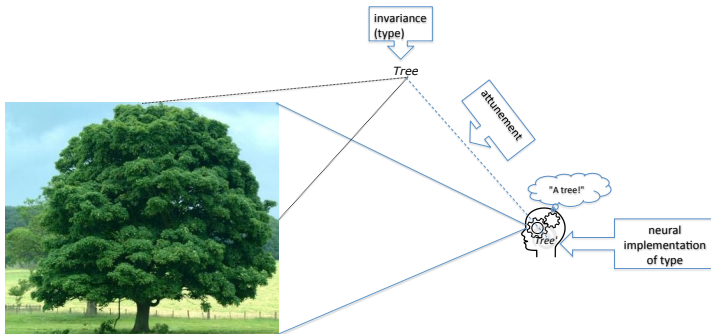 invariance
(type)
Tree
attunement
"A tree!"
Tree'
neural
implementation
of type